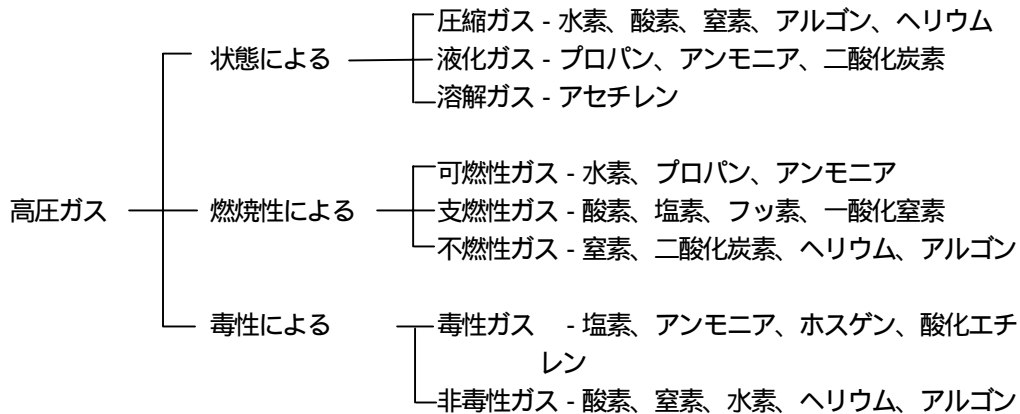 圧縮ガス - 水素、酸素、窒素、アルゴン、ヘリウム
状態による
液化ガス - プロパン、アンモニア、二酸化炭素
溶解ガス - アセチレン
可燃性ガス - 水素、プロパン、アンモニア
高圧ガス
燃焼性による
支燃性ガス - 酸素、塩素、フッ素、一酸化窒素
不燃性ガス - 窒素、二酸化炭素、ヘリウム、アルゴン
毒性による
毒性ガス - 塩素、アンモニア、ホスゲン、酸化エチ
レン
非毒性ガス - 酸素、窒素、水素、ヘリウム、アルゴン